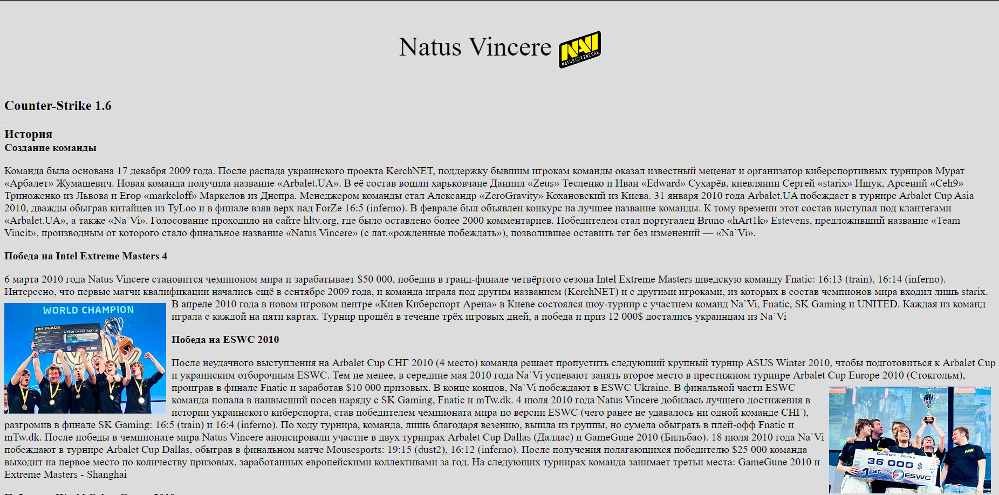 Natus Vincere
NAVI
NATUS VINCERE
Counter-Strike 1.6
История
Создание команды
Команда была основана 17 декабря 2009 года. После распада украинского проекта KerchNET, поддержку бывшим игрокам команды оказал известный меценат и организатор киберспортивных турниров Мурат
«Арбалет» Жумашевич. Новая команда получила название «Arbalet.UA». В её состав вошли харьковчане Даниил «Zeus» Тесленко и Иван «Edward» Сухарёв, киевлянин Сергей «starix» Ищук, Арсений «Ceh9»
Триноженко из Львова и Егор «markeloff» Маркелов из Днепра. Менеджером команды стал Александр «ZeroGravity» Кохановский из Киева. 31 января 2010 года Arbalet.UA побеждает в турнире Arbalet Cup Asia
2010, дважды обыграв китайцев из TyLoo и в финале взяв верх над ForZe 16:5 (inferno). В феврале был объявлен конкурс на лучшее название команды. К тому времени этот состав выступал под клантегами
«Arbalet.UA», а также «Na`Vi». Голосование проходило на сайте hltv.org, где было оставлено более 2000 комментариев. Победителем стал португалец Bruno «hArt1k» Estevens, предложивший название «Team
Vincit», производным от которого стало финальное название «Natus Vincere» (с лат.«рожденные побеждать»), позволившее оставить тег без изменений — «Na`Vi».
Победа на Intel Extreme Masters 4
6 марта 2010 года Natus Vincere становится чемпионом мира и зарабатывает $50 000, победив в гранд-финале четвёртого сезона Intel Extreme Masters шведскую команду Fnatic: 16:13 (train), 16:14 (inferno).
Интересно, что первые матчи квалификации начались ещё в сентябре 2009 года, и команда играла под другим названием (KerchNET) и с другими игроками, из которых в состав чемпионов мира входил лишь starix.
В апреле 2010 года в новом игровом центре «Киев Киберспорт Арена» в Киеве состоялся шоу-турнир с участием команд Na`Vi, Fnatic, SK Gaming и UNITED. Каждая из команд
играла с каждой на пяти картах. Турнир прошёл в течение трёх игровых дней, а победа и приз 12 000$ достались украинцам из Na`Vi
WORLD CHAMPION
1ST PLACE
WORLD CHAMPIONSHIP
50,000
Победа на ESWC 2010
После неудачного выступления на Arbalet Cup СНГ 2010 (4 место) команда решает пропустить следующий крупный турнир ASUS Winter 2010, чтобы подготовиться к Arbalet Cup
и украинским отборочным ESWC. Тем не менее, в середине мая 2010 года Na`Vi успевают занять второе место в престижном турнире Arbalet Cup Europe 2010 (Стокгольм),
проиграв в финале Fnatic и заработав $10 000 призовых. В конце концов, Na`Vi побеждают в ESWC Ukraine. В финальной части ESWC
команда попала в наивысший посев наряду с SK Gaming, Fnatic и mTw.dk. 4 июля 2010 года Natus Vincere добилась лучшего достижения в
истории украинского киберспорта, став победителем чемпионата мира по версии ESWC (чего ранее не удавалось ни одной команде СНГ),
разгромив в финале SK Gaming: 16:5 (train) и 16:4 (inferno). По ходу турнира, команда, лишь благодаря везению, вышла из группы, но сумела обыграть в плей-офф Fnatic и
mTw.dk. После победы в чемпионате мира Natus Vincere анонсировали участие в двух турнирах Arbalet Cup Dallas (Даллас) и GameGune 2010 (Бильбао). 18 июля 2010 года Na`Vi
побеждают в турнире Arbalet Cup Dallas, обыграв в финальном матче Mousesports: 19:15 (dust2), 16:12 (inferno). После получения полагающихся победителю $25 000 команда
выходит на первое место по количеству призовых, заработанных европейскими коллективами за год. На следующих турнирах команда занимает третьи места: GameGune 2010 и
Extreme Masters - Shanghai
Counter - Strike
36 000 $
1st ESWC